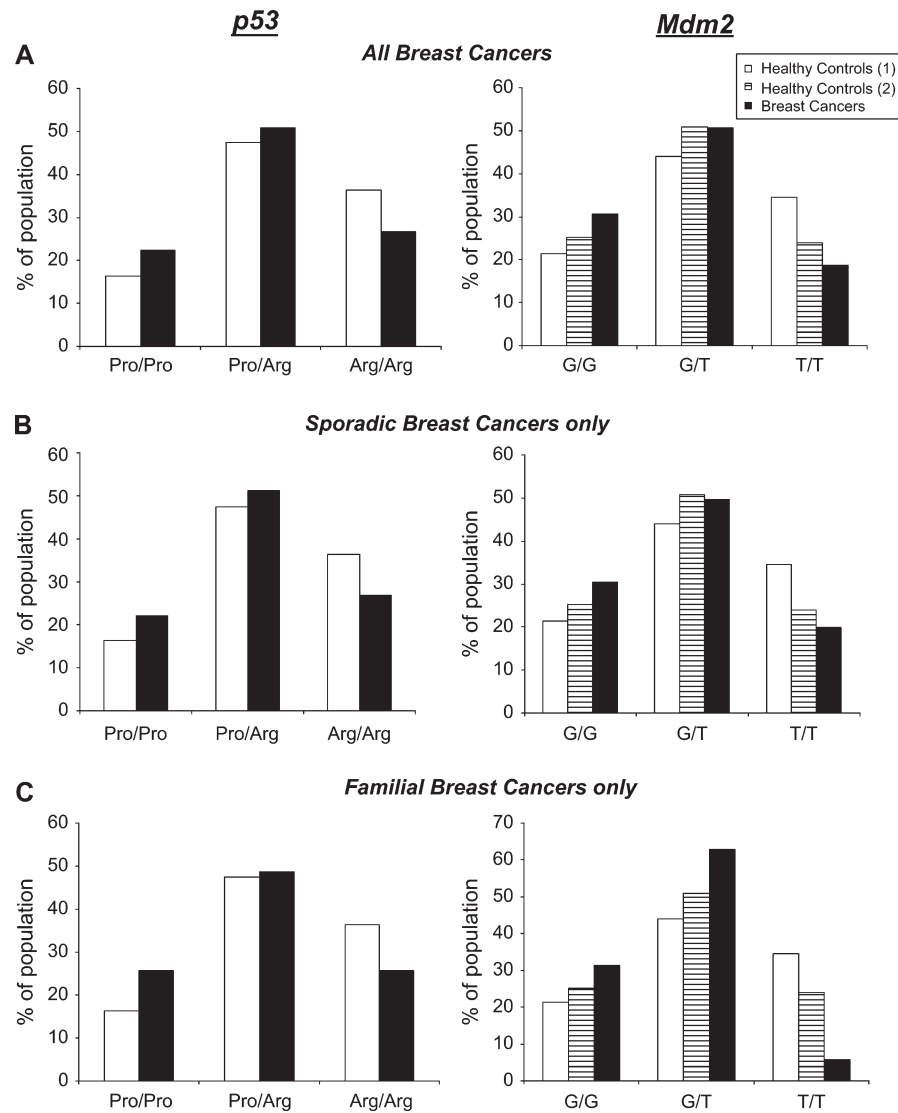 p53
Mdm2
A
All Breast Cancers
Healthy Controls (1)
Healthy Controls (2)
Breast Cancers
% of population
60
50
40
30
20
10
0
Pro/Pro Pro/Arg Arg/Arg
% of population
60
50
40
30
20
10
0
G/G G/T T/T
B
Sporadic Breast Cancers only
% of population
60
50
40
30
20
10
0
Pro/Pro Pro/Arg Arg/Arg
% of population
60
50
40
30
20
10
0
G/G G/T T/T
C
Familial Breast Cancers only
% of population
60
50
40
30
20
10
0
Pro/Pro Pro/Arg Arg/Arg
% of population
70
60
50
40
30
20
10
0
G/G G/T T/T